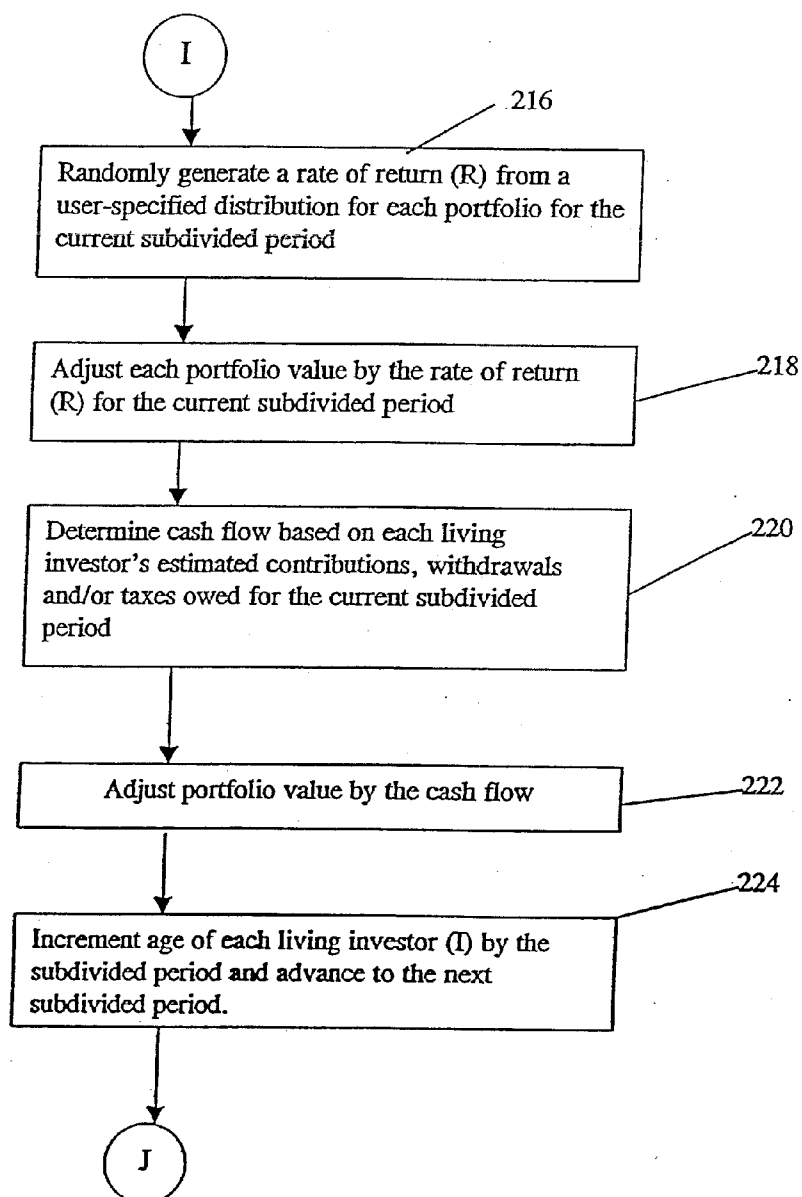 I
216
Randomly generate a rate of return (R) from a
user-specified distribution for each portfolio for the
current subdivided period
Adjust each portfolio value by the rate of return
(R) for the current subdivided period
218
Determine cash flow based on each living
investor's estimated contributions, withdrawals
and/or taxes owed for the current subdivided
period
220
Adjust portfolio value by the cash flow
222
224
Increment age of each living investor (I) by the
subdivided period and advance to the next
subdivided period.
J